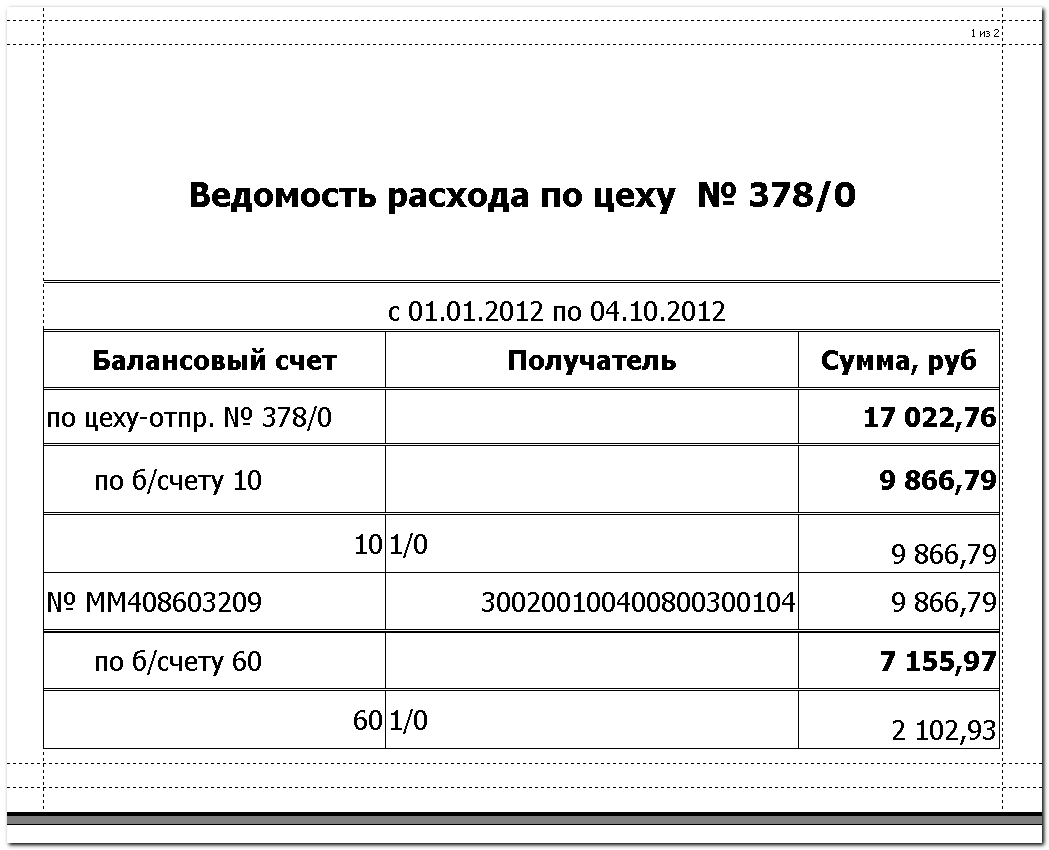 1 из 2
Ведомость расхода по цеху № 378/0
с 01.01.2012 по 04.10.2012
Балансовый счет Получатель Сумма, руб
по цеху-отпр. № 378/0 17 022,76
по б/счету 10 9 866,79
10 1/0 9 866,79
№ ММ408603209 300200100400800300104 9 866,79
по б/счету 60 7 155,97
60 1/0 2 102,93